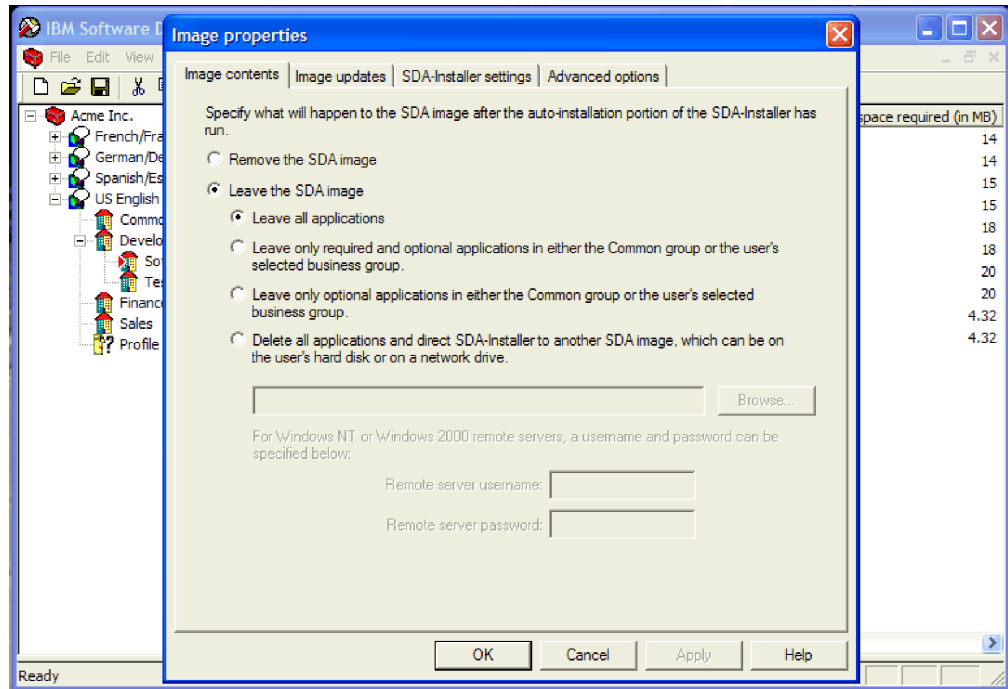 IBM Software D
Image properties
File Edit View
Image contents Image updates SDA-Installer settings Advanced options
Acme Inc.
French/Fra
German/De
Spanish/Es
US English
Commo
Develo
So
Te
Finance
Sales
Profile
Specify what will happen to the SDA image after the auto-installation portion of the SDA-Installer has
run.
Remove the SDA image
Leave the SDA image
Leave all applications
Leave only required and optional applications in either the Common group or the user's
selected business group.
Leave only optional applications in either the Common group or the user's selected
business group.
Delete all applications and direct SDA-Installer to another SDA image, which can be on
the user's hard disk or on a network drive.
Browse...
For Windows NT or Windows 2000 remote servers, a username and password can be
specified below:
Remote server username:
Remote server password:
OK Cancel Apply Help
space required (in MB)
14
14
15
15
18
18
20
20
4.32
4.32
Ready